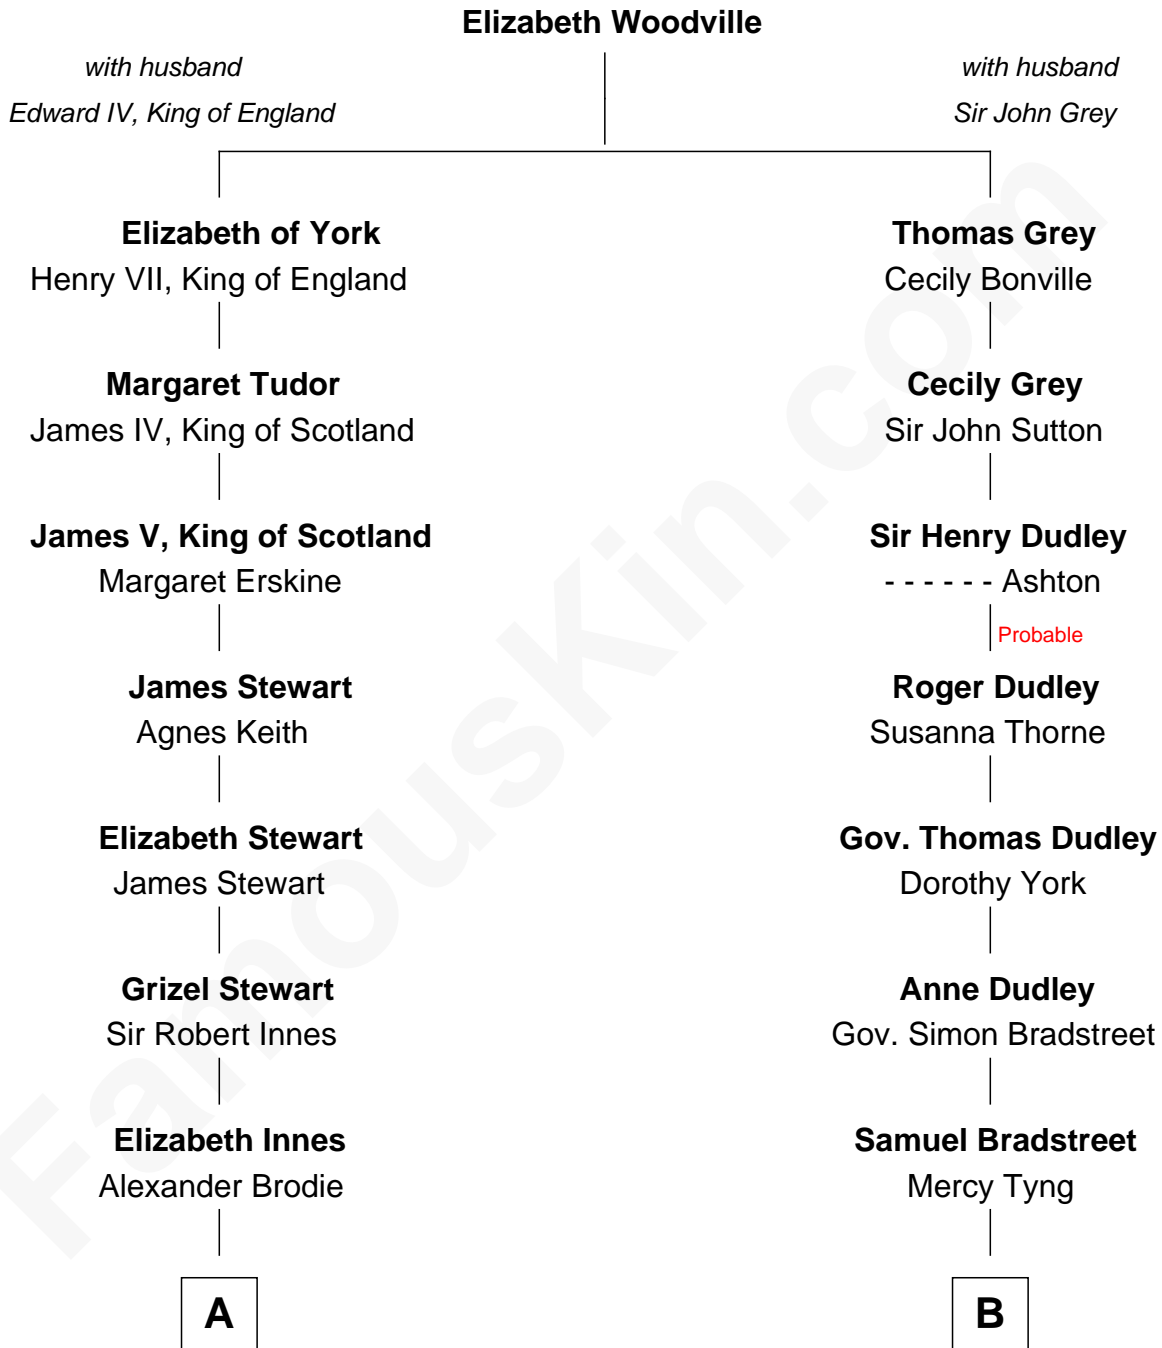 Elizabeth Woodville
with husband
Edward IV, King of England
with husband
Sir John Grey
Elizabeth of York
Henry VII, King of England
Thomas Grey
Cecily Bonville
Margaret Tudor
James IV, King of Scotland
Cecily Grey
Sir John Sutton
James V, King of Scotland
Margaret Erskine
Sir Henry Dudley
- - - - - - Ashton
Probable
James Stewart
Agnes Keith
Roger Dudley
Susanna Thorne
Elizabeth Stewart
James Stewart
Gov. Thomas Dudley
Dorothy York
Grizel Stewart
Sir Robert Innes
Anne Dudley
Gov. Simon Bradstreet
Elizabeth Innes
Alexander Brodie
Samuel Bradstreet
Mercy Tyng
A
B
FamousKin.com